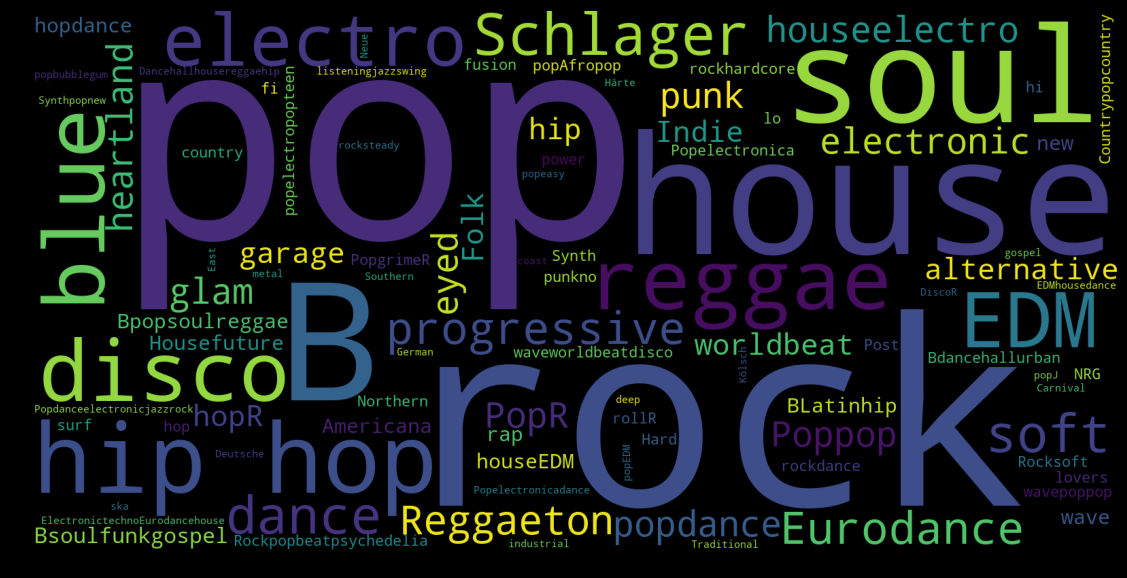 hopdance
electro
Neue
Schlager
houseelectro
soul
Countrypopcountry
popbubblegum
Dancehallhousereggaehip
listeningjazzswing
fusion
popAfropop
rockhardcore
Härte
fi
Synthpopnew
heartland
blue
pop
popelectropopteen
punk
hi
lo
hip
Indie
electronic
new
country
rocksteady
power
popeasy
Popelectronica
house
Folk
eyed
garage
East
PopgrimeR
metal
Southern
coast
Synth
punkno
reggae
gospel
alternative
EDMhousedance
DiscoR
glam
B
Bpopsoulreggae
Housefuture
progressive
German
waveworldbeatdisco
worldbeat
Kölsch
Post
EDM
Bdancehallurban
popJ
NRG
Carnival
disco
Northern
rock
deep
Popdanceelectronicjazzrock
surf
hop
hopR
Americana
PopR
rap
rollR
Hard
BLatinhip
Poppop
soft
hip hop
Deutsche
houseEDM
popEDM
rockdance
Rocksoft
lovers
wavepoppop
Popelectronicadance
ska
ElectronictechnoEurodancehouse
dance
Reggaeton
popdance
Eurodance
wave
Bsoulfunkgospel
Rockpopbeatpsychedelia
industrial
Traditional